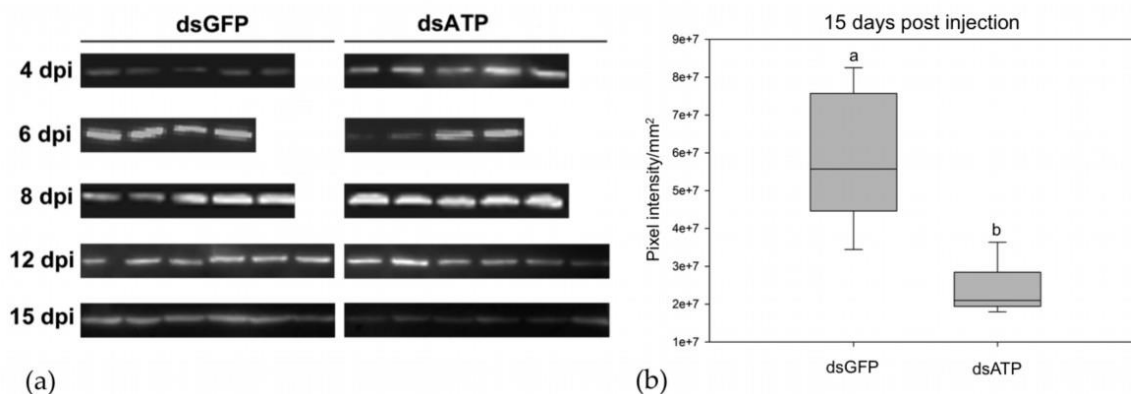 dsGFP dsATP
4 dpi
6 dpi
8 dpi
12 dpi
15 dpi
(a)
15 days post injection
Pixel intensity/mm²
9e+7
8e+7
7e+7
6e+7
5e+7
4e+7
3e+7
2e+7
1e+7
a
b
dsGFP dsATP
(b)